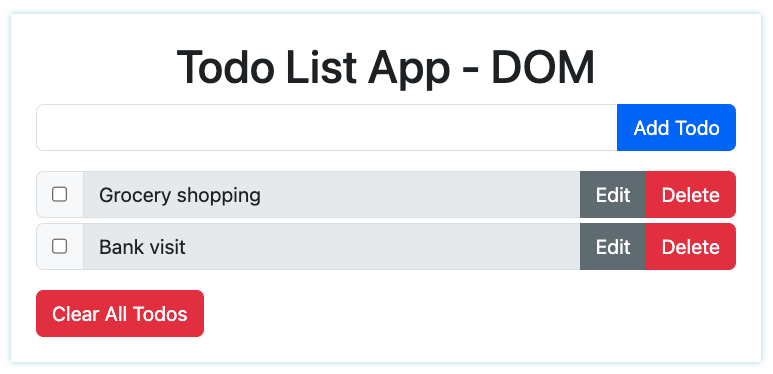 Todo List App - DOM
Add Todo
Grocery shopping Edit Delete
Bank visit Edit Delete
Clear All Todos